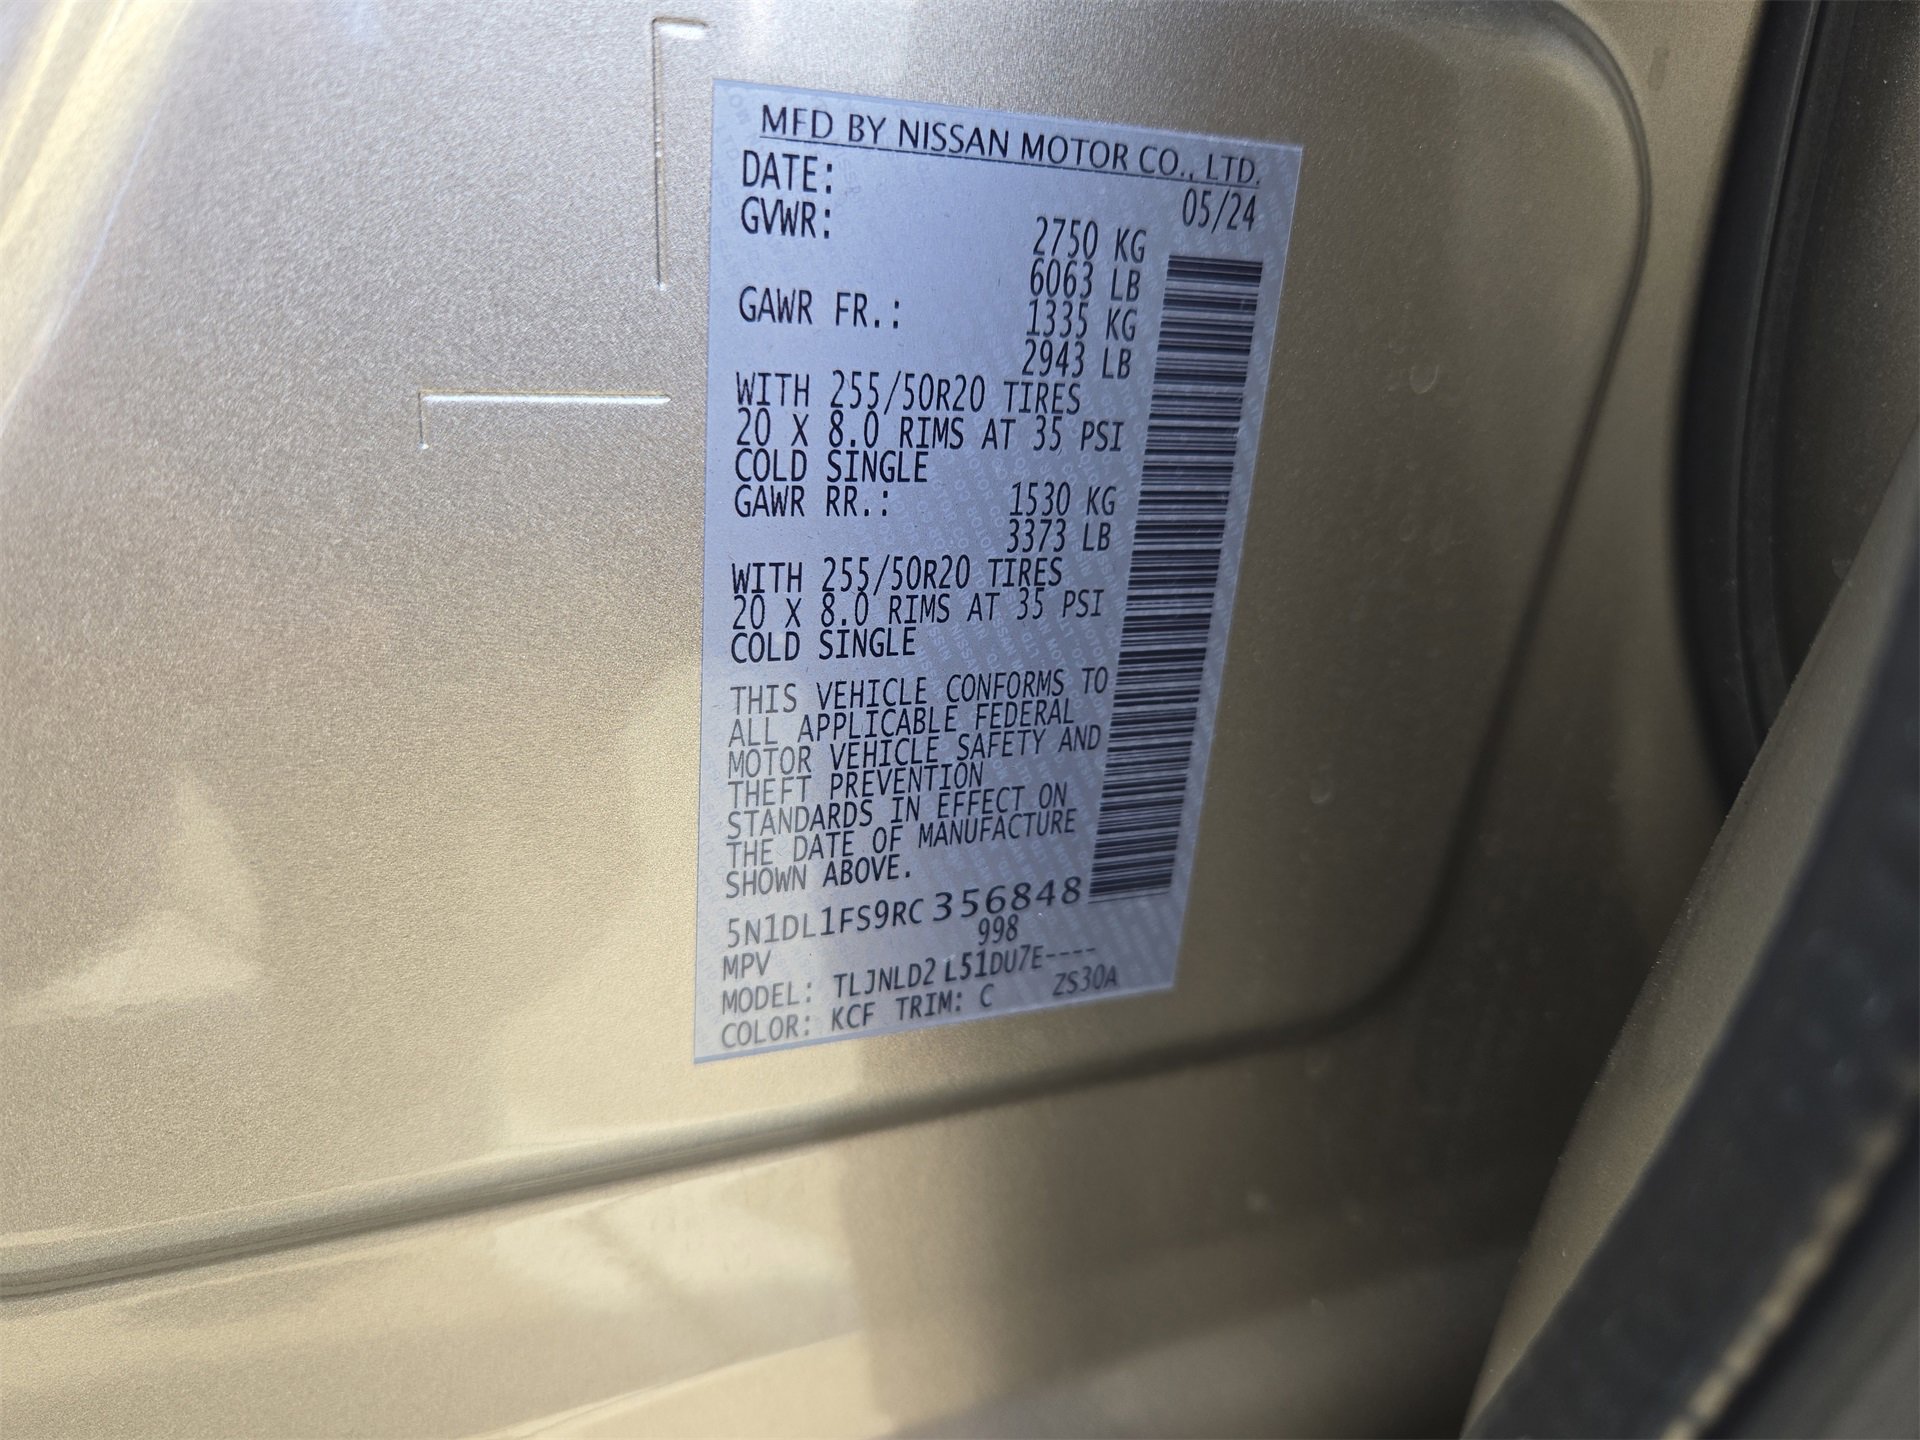 MFD BY NISSAN MOTOR CO., LTD.
DATE: 05/24
GVWR: 2750 KG
6063 LB
GAWR FR.: 1335 KG
2943 LB
WITH 255/50R20 TIRES
20 X 8.0 RIMS AT 35 PSI
COLD SINGLE
GAWR RR.: 1530 KG
3373 LB
WITH 255/50R20 TIRES
20 X 8.0 RIMS AT 35 PSI
COLD SINGLE
THIS VEHICLE CONFORMS TO
ALL APPLICABLE FEDERAL
MOTOR VEHICLE SAFETY AND
THEFT PREVENTION
STANDARDS IN EFFECT ON
THE DATE OF MANUFACTURE
SHOWN ABOVE.
5N1DL1FS9RC356848
MPV 998
MODEL: TLJNLD2 L51DU7E----
COLOR: KCF TRIM: C ZS30A